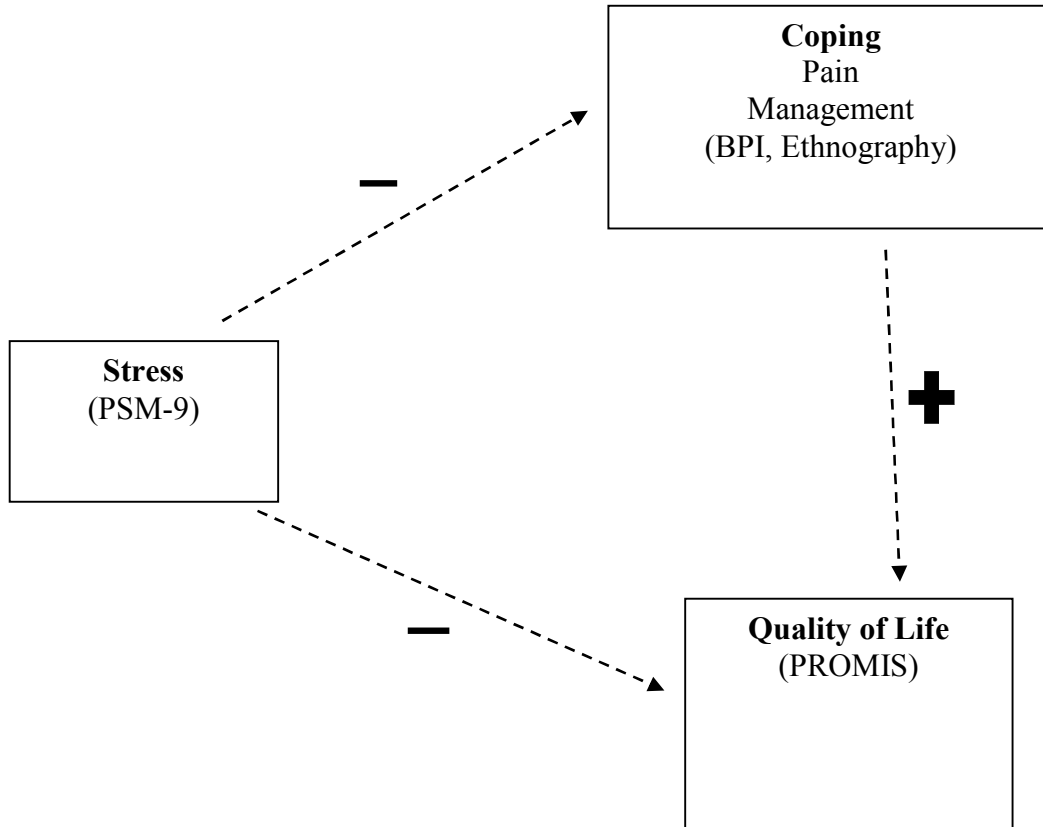 Coping
Pain
Management
(BPI, Ethnography)
–
Stress
(PSM-9)
+
–
Quality of Life
(PROMIS)